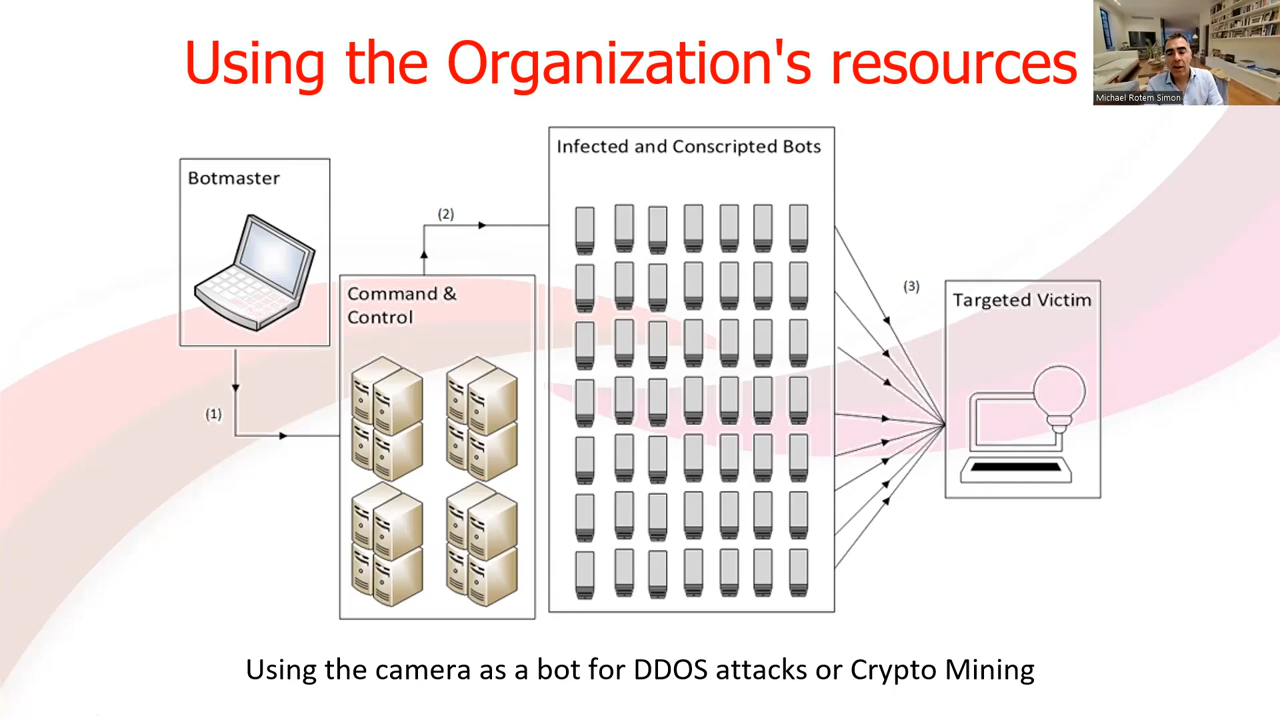 Using the Organization's resources
Michael Rotem Simon
Botmaster
(1)
Command &
Control
(2)
Infected and Conscripted Bots
(3)
Targeted Victim
Using the camera as a bot for DDOS attacks or Crypto Mining